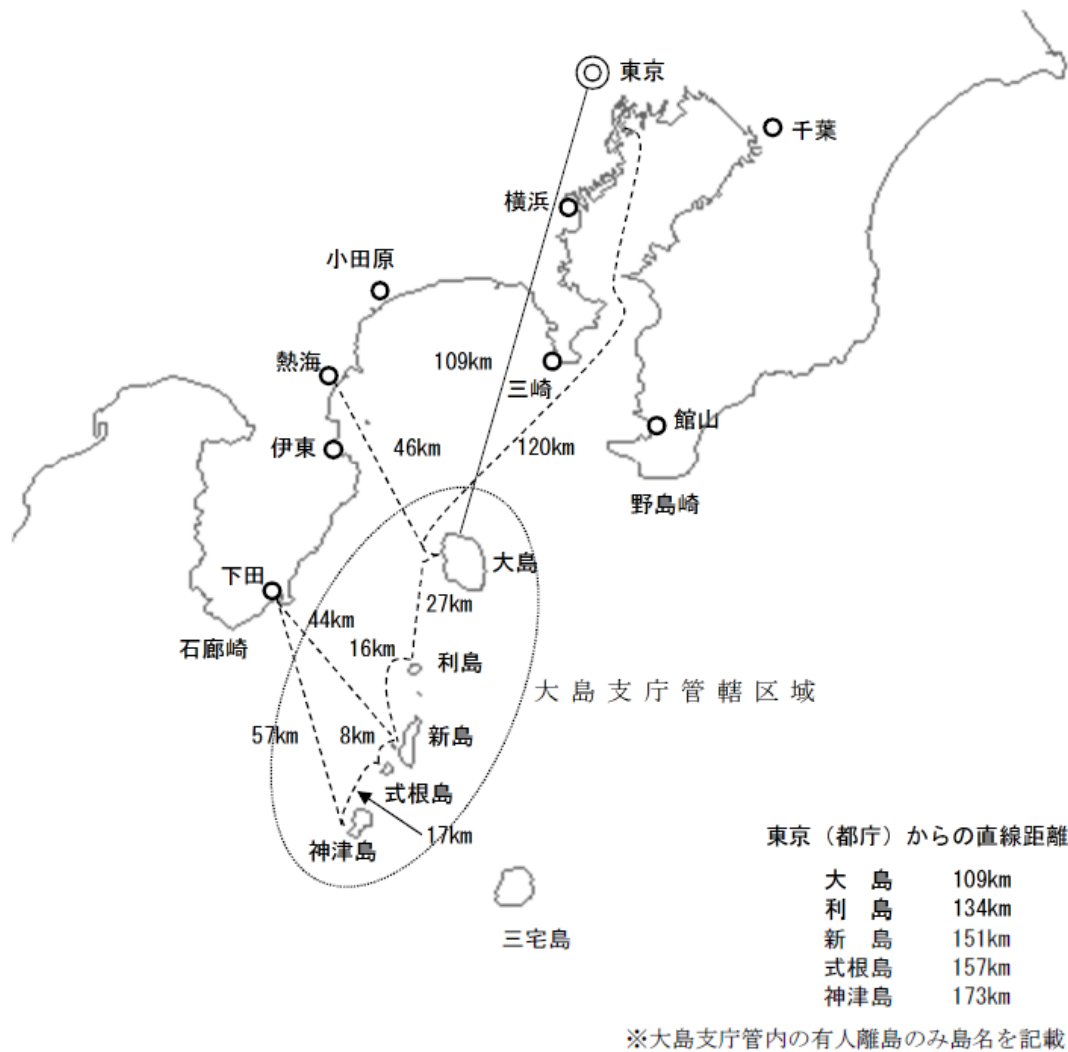 東京
千葉
横浜
小田原
熱海
109km
三崎
伊東
46km
120km
館山
野島崎
大島
下田
44km
27km
石廊崎
16km
利島
大島支庁管轄区域
57km
8km
新島
式根島
17km
神津島
三宅島
東京（都庁）からの直線距離
大　島　109km
利　島　134km
新　島　151km
式根島　157km
神津島　173km
※大島支庁管内の有人離島のみ島名を記載